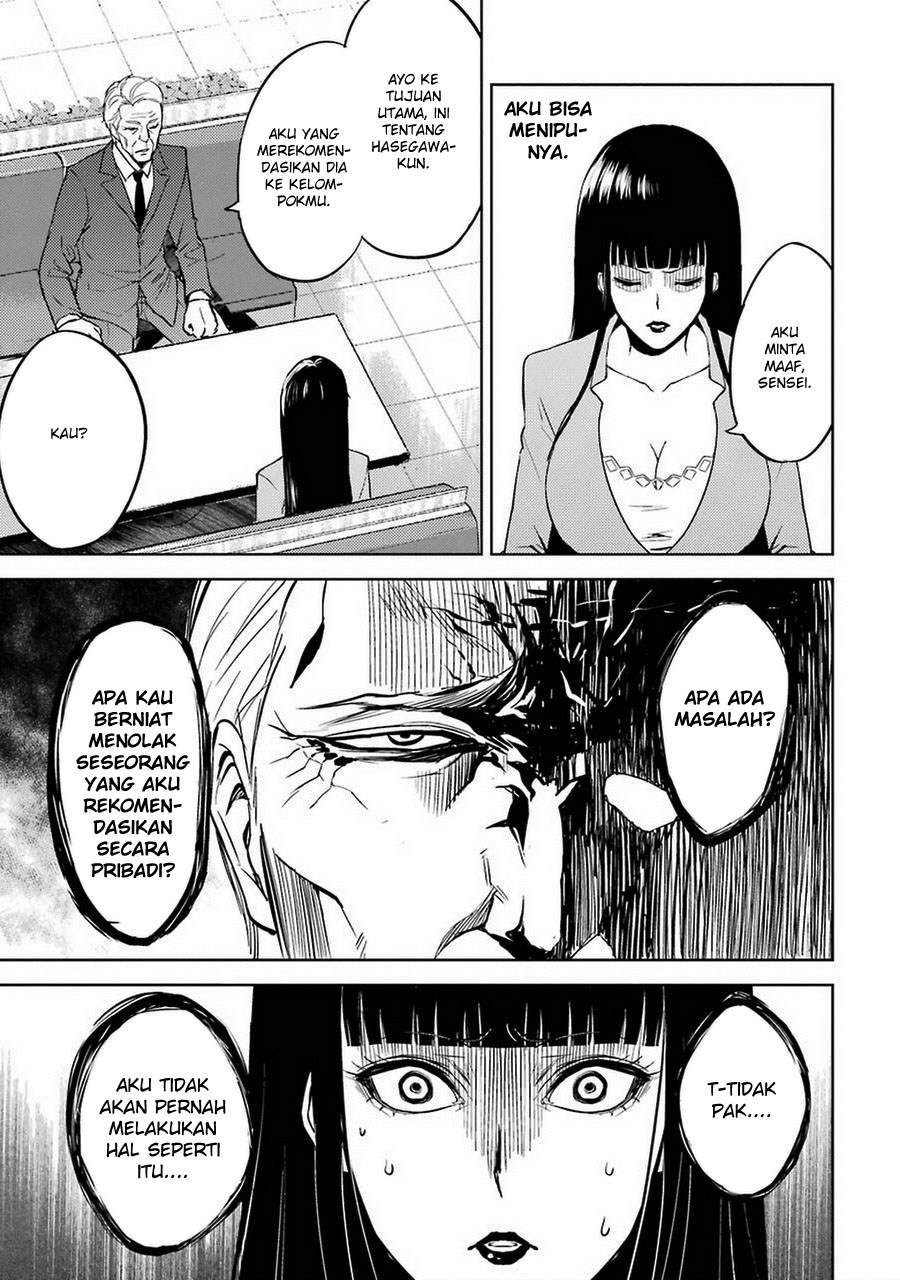 AKU BISA
MENIPU-
NYA.
AKU
MINTA
MAAF,
SENSEI.
AYO KE
TUJUAN
UTAMA, INI
TENTANG
HASEGAWA-
KUN.
AKU YANG
MEREKOMEN-
DASIKAN DIA
KE KELOM-
POKMU.
KAU?
APA ADA
MASALAH?
APA KAU
BERNIAT
MENOLAK
SESEORANG
YANG AKU
REKOMEN-
DASIKAN
SECARA
PRIBADI?
T-TIDAK
PAK....
AKU TIDAK
AKAN PERNAH
MELAKUKAN
HAL SEPERTI
ITU....